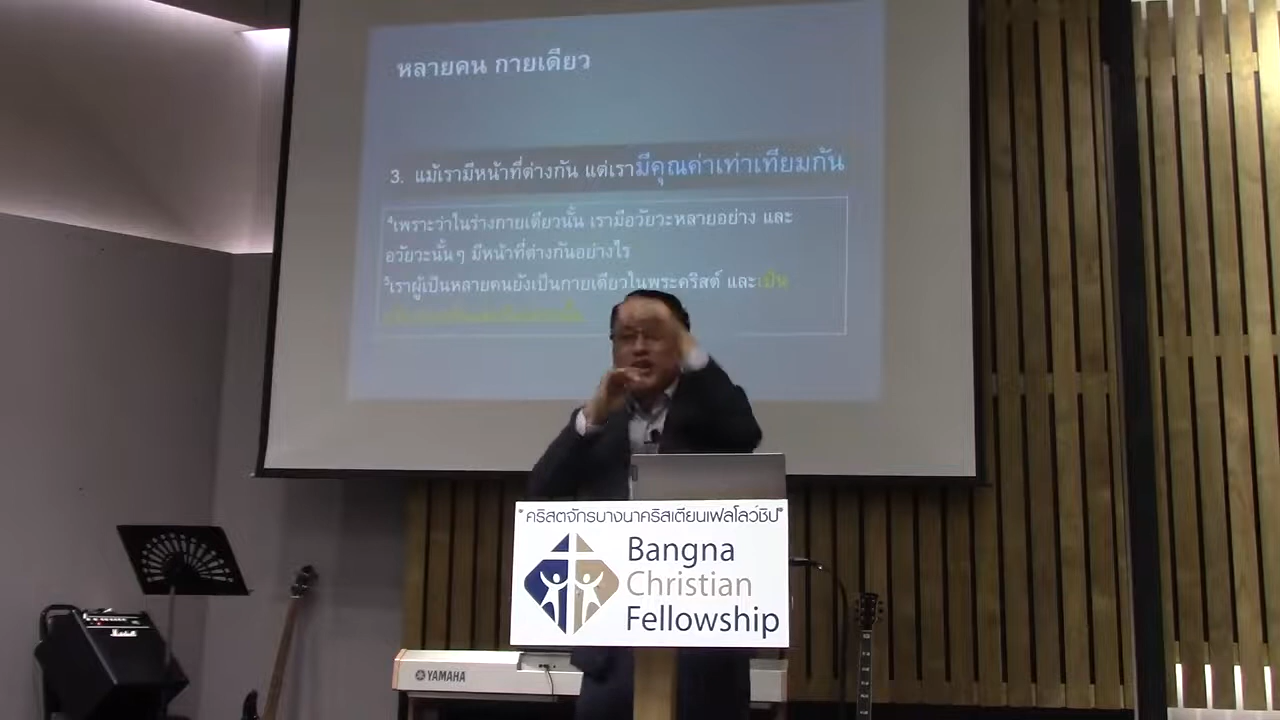 หลายคน กายเดียว
3. แม้เรามีหน้าที่ต่างกัน แต่เรามีคุณค่าเท่าเทียมกัน
4เพราะว่าในร่างกายเดียวนั้น เรามีอวัยวะหลายอย่าง และ
อวัยวะนั้นๆ มีหน้าที่ต่างกันอย่างไร
5เราผู้เป็นหลายคนยังเป็นกายเดียวในพระคริสต์ และเป็น
คริสตจักรบางนาคริสเตียนเฟลโลว์ชิป
Bangna
Christian
Fellowship
Marshall
YAMAHA